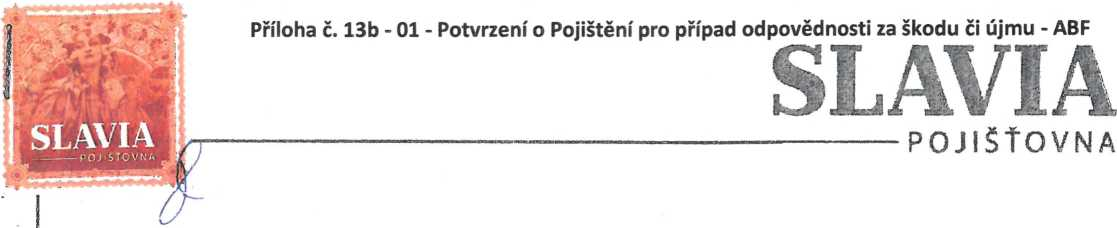 Příloha č. 13b - 01 - Potvrzení o Pojištění pro případ odpovědnosti za škodu či újmu - ABF
SLAVIA
POJIŠŤOVNA
SLAVIA
POJIŠŤOVNA